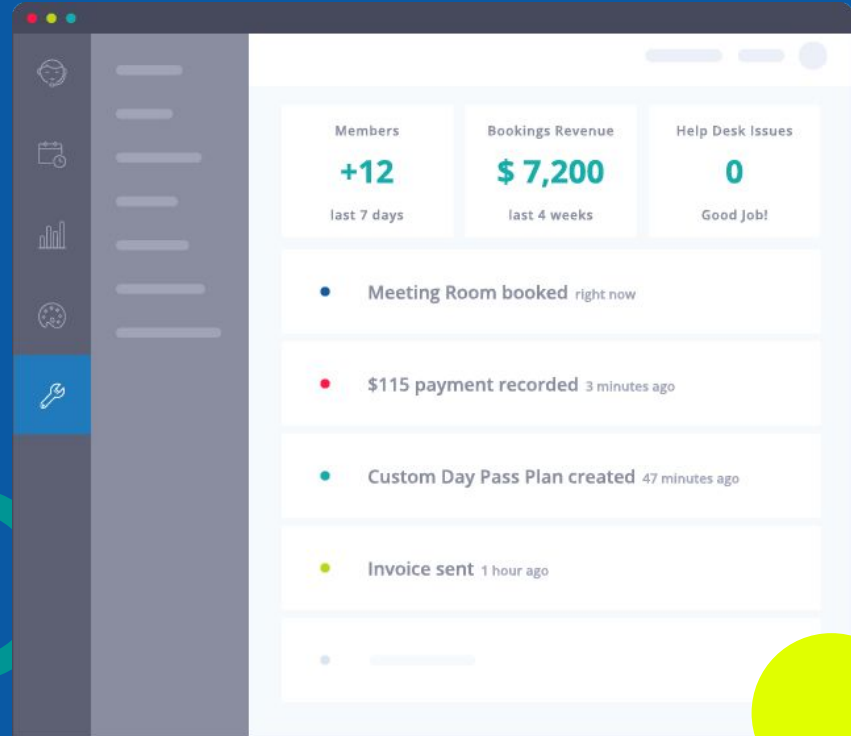 Members
+12
last 7 days
Bookings Revenue
$ 7,200
last 4 weeks
Help Desk Issues
0
Good Job!
Meeting Room booked right now
$115 payment recorded 3 minutes ago
Custom Day Pass Plan created 47 minutes ago
Invoice sent 1 hour ago